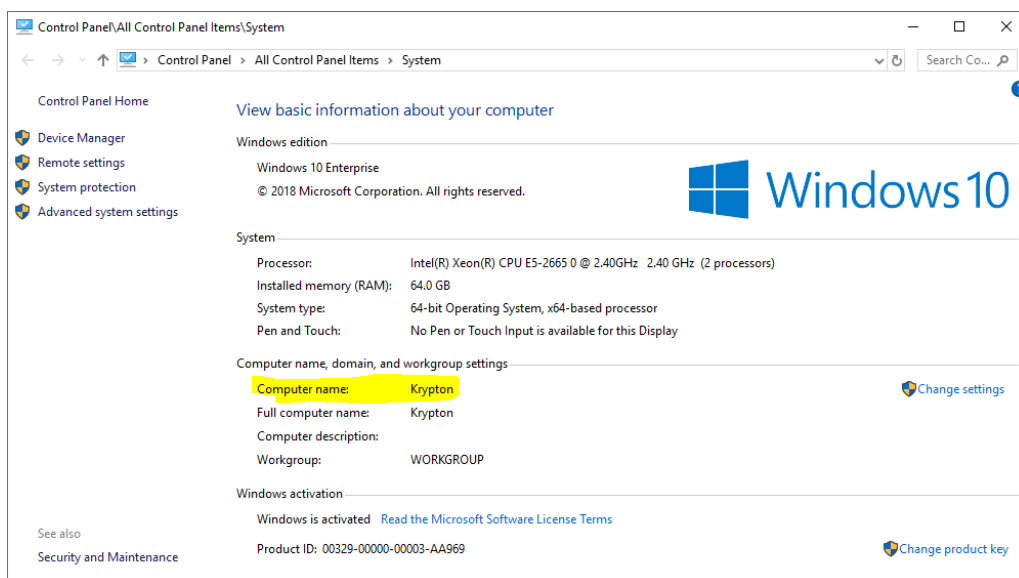 Control Panel\All Control Panel Items\System
Control Panel > All Control Panel Items > System
Search Co...
Control Panel Home
Device Manager
Remote settings
System protection
Advanced system settings
View basic information about your computer
Windows edition
Windows 10 Enterprise
© 2018 Microsoft Corporation. All rights reserved.
Windows 10
System
Processor: Intel(R) Xeon(R) CPU E5-2665 0 @ 2.40GHz 2.40 GHz (2 processors)
Installed memory (RAM): 64.0 GB
System type: 64-bit Operating System, x64-based processor
Pen and Touch: No Pen or Touch Input is available for this Display
Computer name, domain, and workgroup settings
Computer name: Krypton
Change settings
Full computer name: Krypton
Computer description:
Workgroup: WORKGROUP
Windows activation
Windows is activated Read the Microsoft Software License Terms
Product ID: 00329-00000-00003-AA969
Change product key
See also
Security and Maintenance